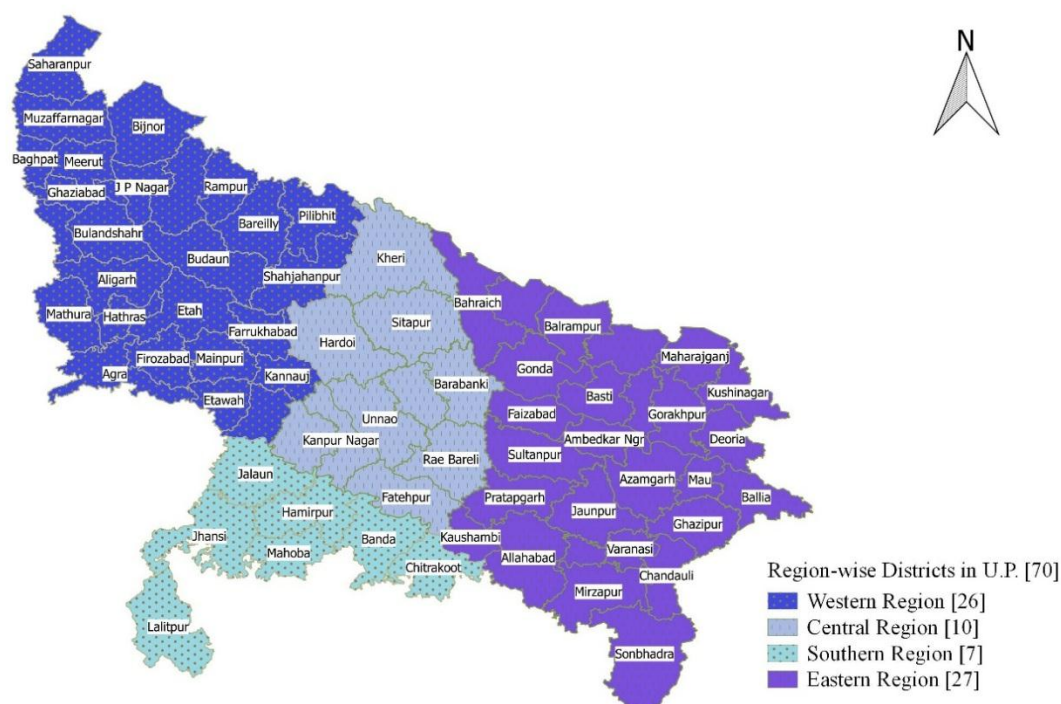 N
Saharanpur
Muzaffarnagar
Bijnor
Baghpat
Meerut
Ghaziabad
J P Nagar
Rampur
Bareilly
Pilibhit
Bulandshahr
Budaun
Kheri
Aligarh
Shahjahanpur
Mathura
Hathras
Etah
Farrukhabad
Sitapur
Bahraich
Balrampur
Hardoi
Firozabad
Mainpuri
Agra
Kannauj
Etawah
Barabanki
Gonda
Maharajganj
Basti
Kushinagar
Unnao
Faizabad
Gorakhpur
Kanpur Nagar
Ambedkar Ngr
Deoria
Rae Bareli
Sultanpur
Jalaun
Azamgarh
Mau
Fatehpur
Pratapgarh
Ballia
Hamirpur
Jaunpur
Ghazipur
Jhansi
Mahoba
Banda
Kaushambi
Allahabad
Varanasi
Chitrakoot
Chandauli
Mirzapur
Lalitpur
Sonbhadra
Region-wise Districts in U.P. [70]
Western Region [26]
Central Region [10]
Southern Region [7]
Eastern Region [27]